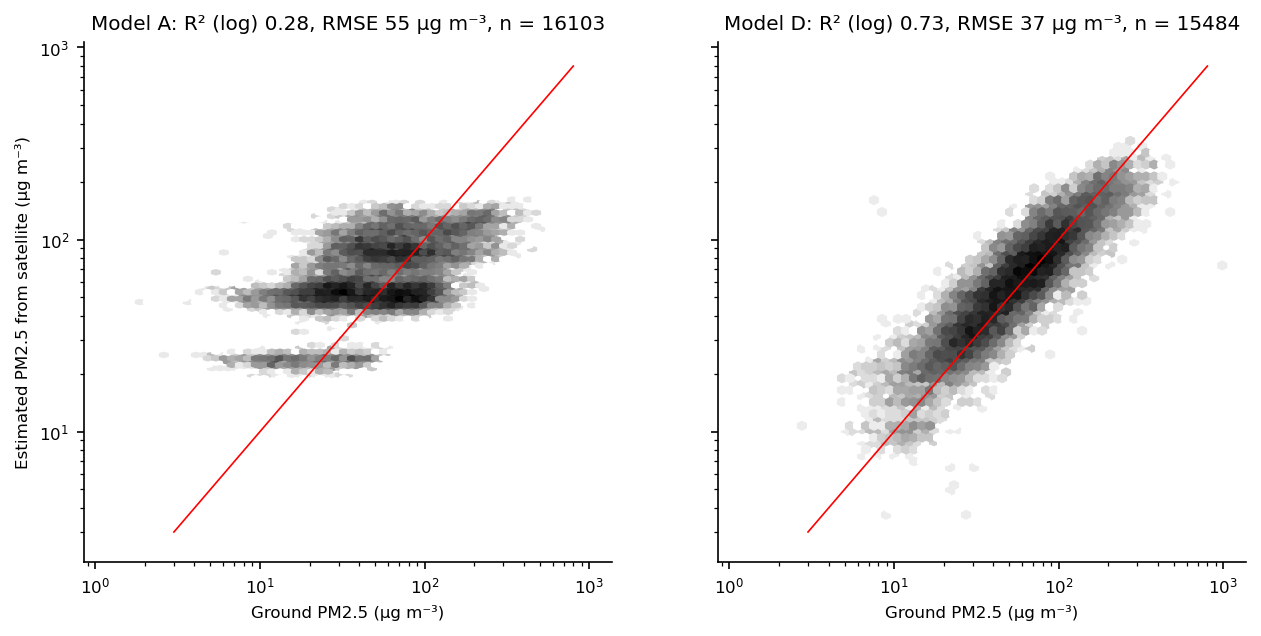 Model A: R² (log) 0.28, RMSE 55 µg m⁻³, n = 16103
Model D: R² (log) 0.73, RMSE 37 µg m⁻³, n = 15484
Estimated PM2.5 from satellite (µg m⁻³)
10³
10²
10¹
10⁰ 10¹ 10² 10³
Ground PM2.5 (µg m⁻³)
10⁰ 10¹ 10² 10³
Ground PM2.5 (µg m⁻³)